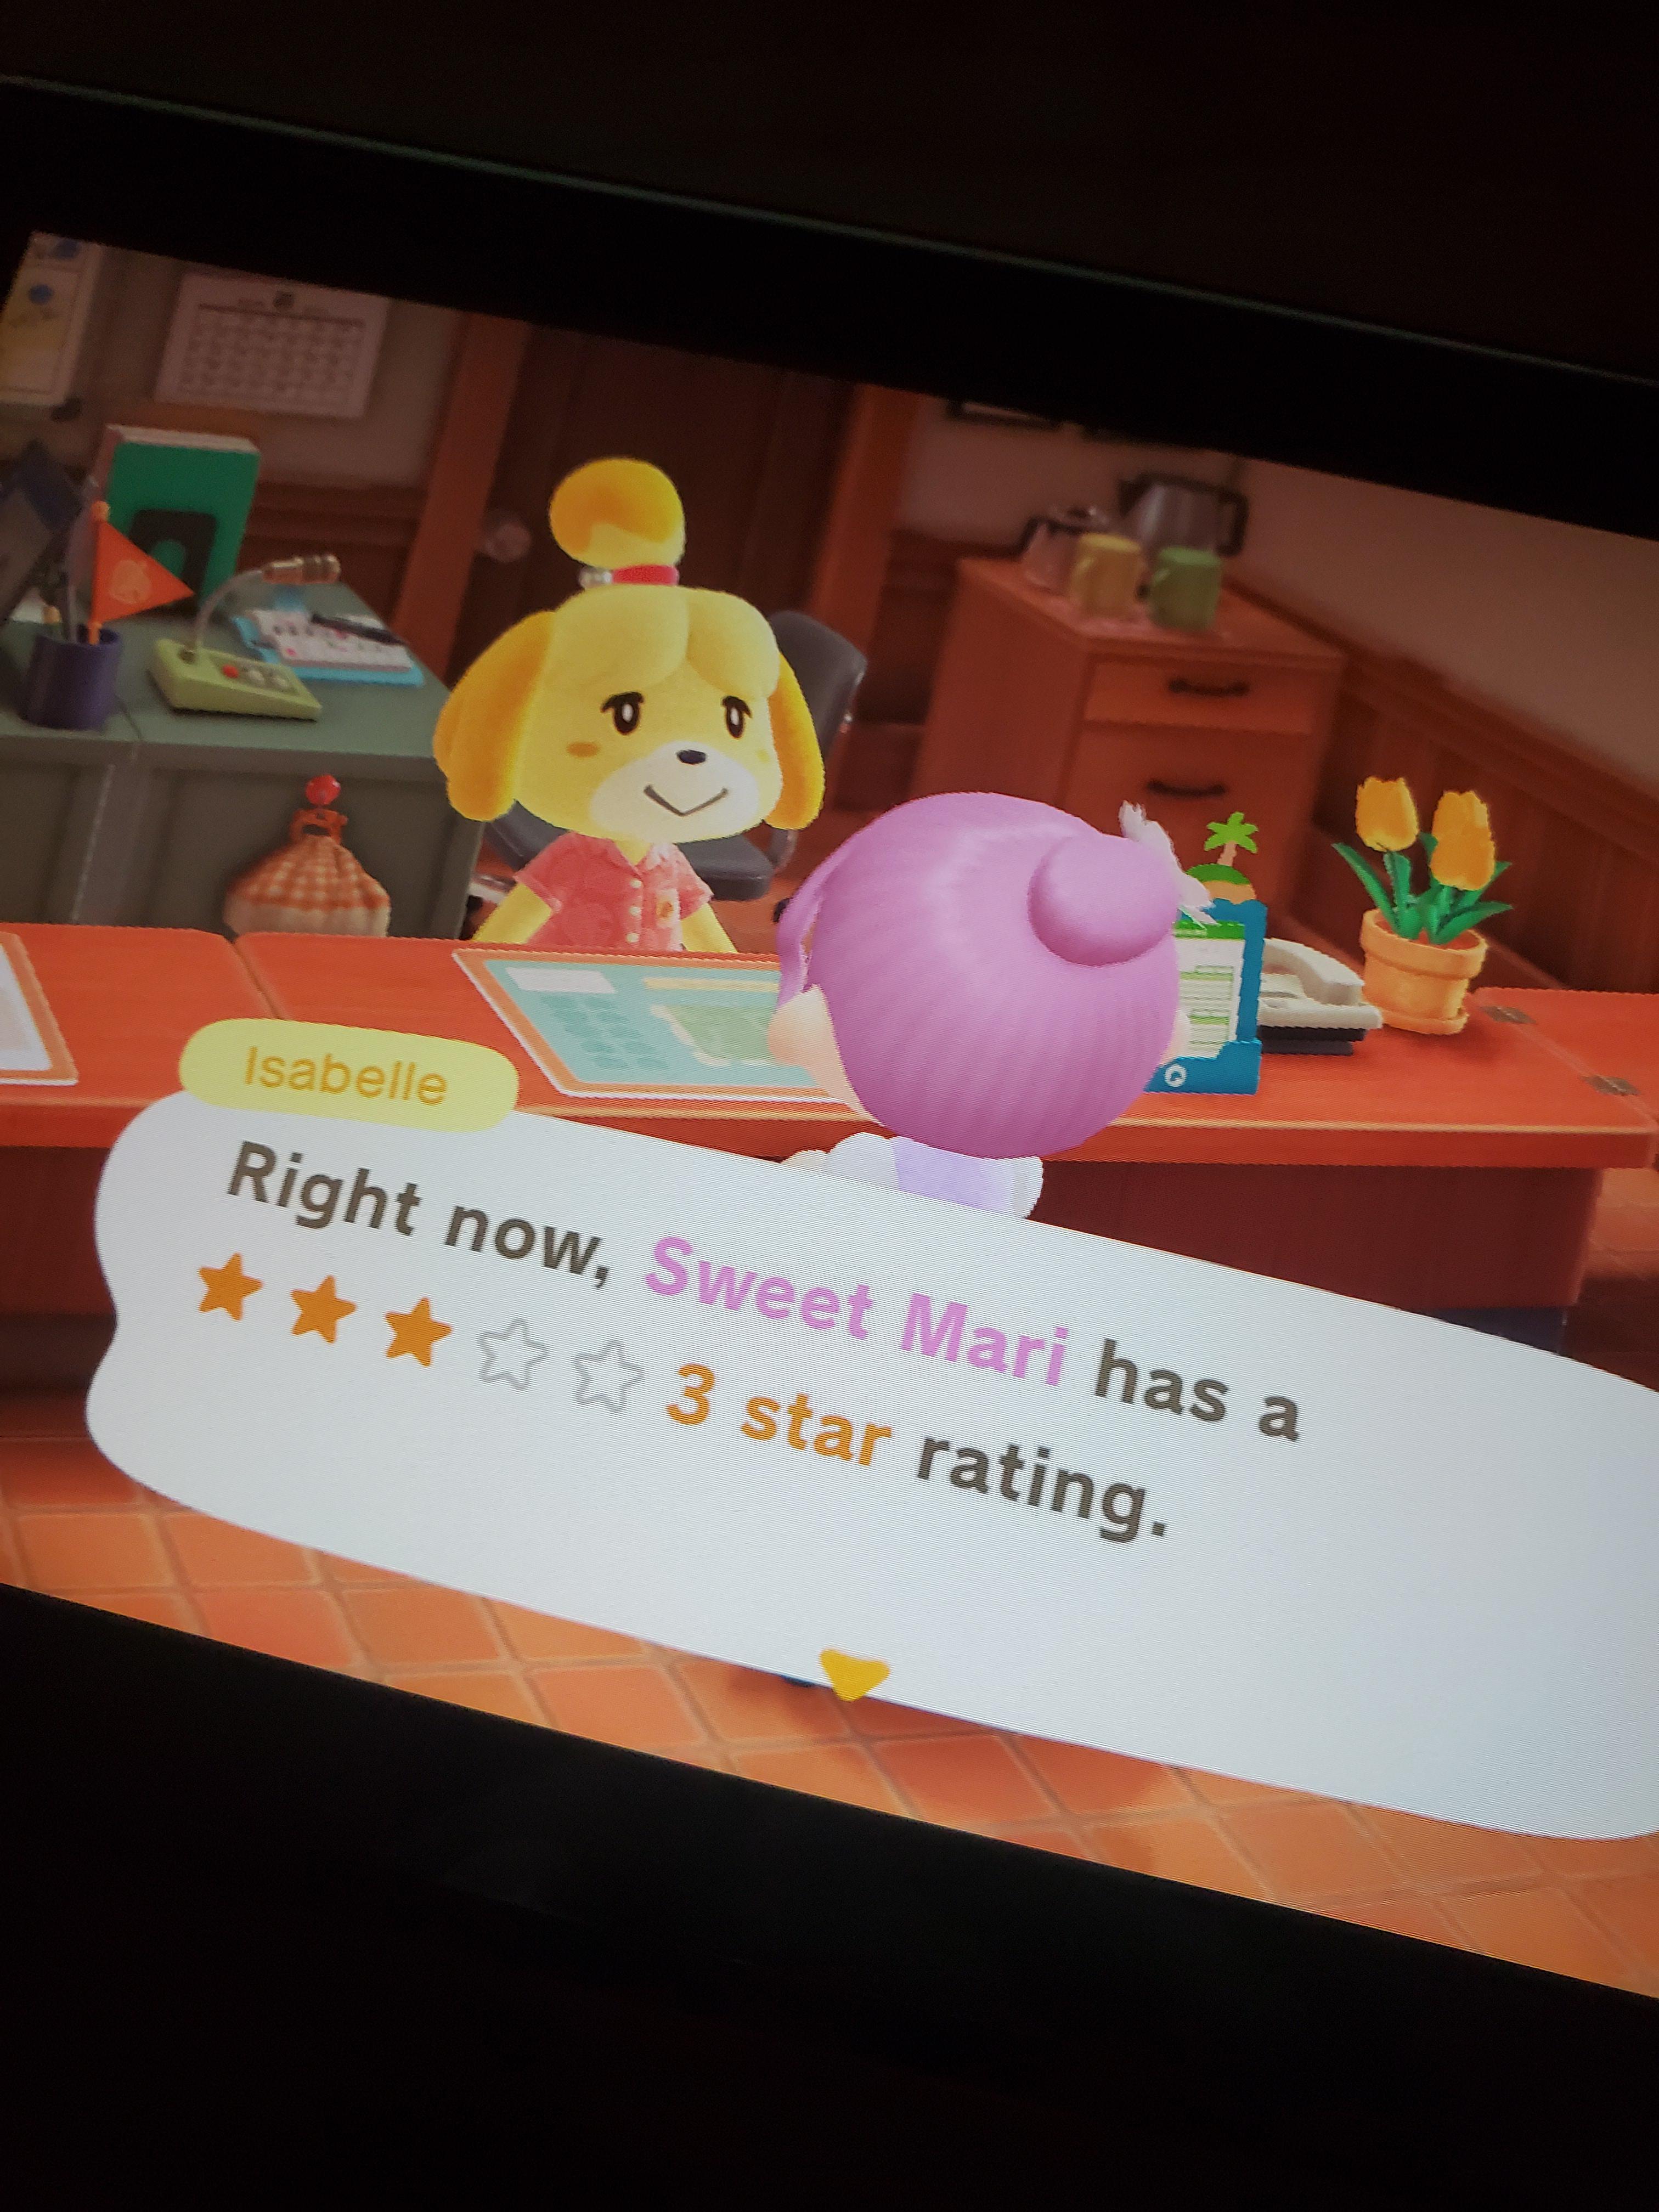 Isabelle
Right now, Sweet Mari has a
★★★☆☆ 3 star rating.